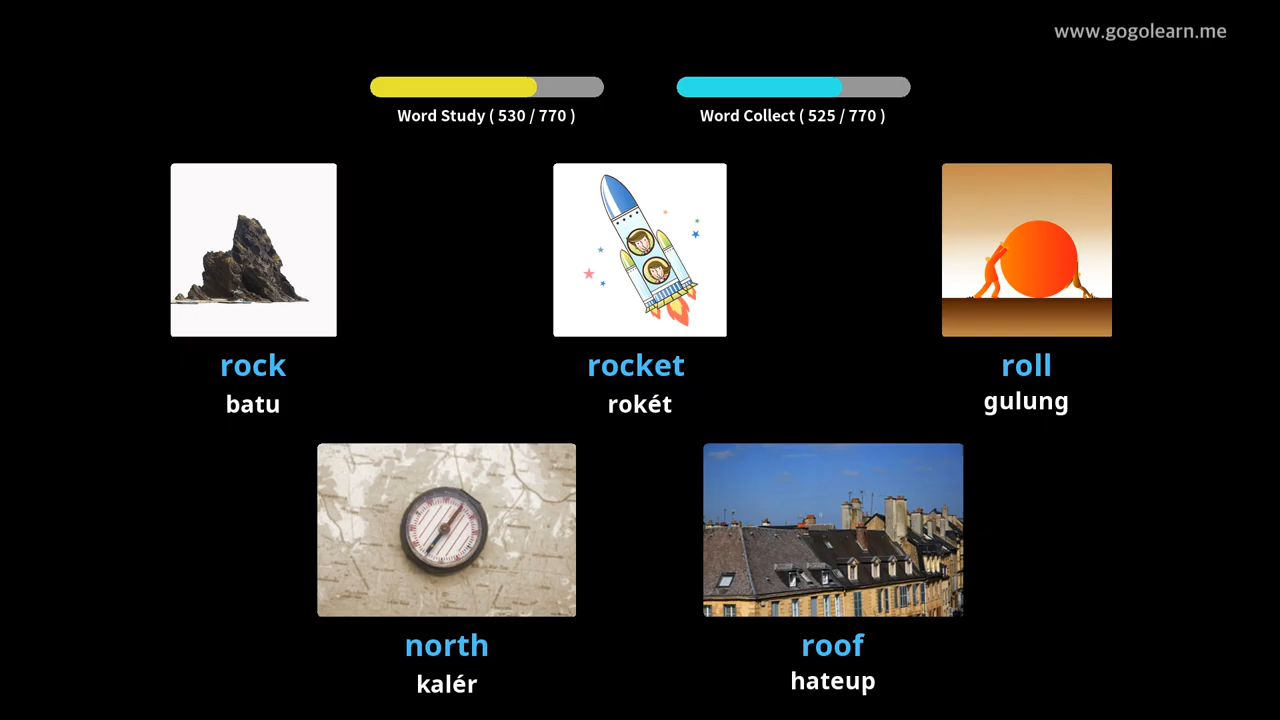 www.gogolearn.me
Word Study ( 530 / 770 )
Word Collect ( 525 / 770 )
rock
batu
rocket
rokét
roll
gulung
north
kalér
roof
hateup